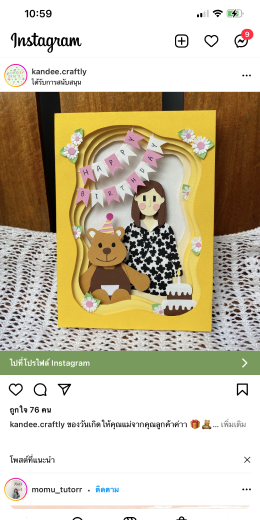 10:59
Instagram
9
kandee.craftly
ได้รับการสนับสนุน
HAPPY
BIRTHDAY
ไปที่โปรไฟล์ Instagram
ถูกใจ 76 คน
kandee.craftly ของวันเกิดให้คุณแม่จากคุณลูกค้าค่าา 🎁🧸... เพิ่มเติม
โพสต์ที่แนะนำ
momu_tutorr • ติดตาม